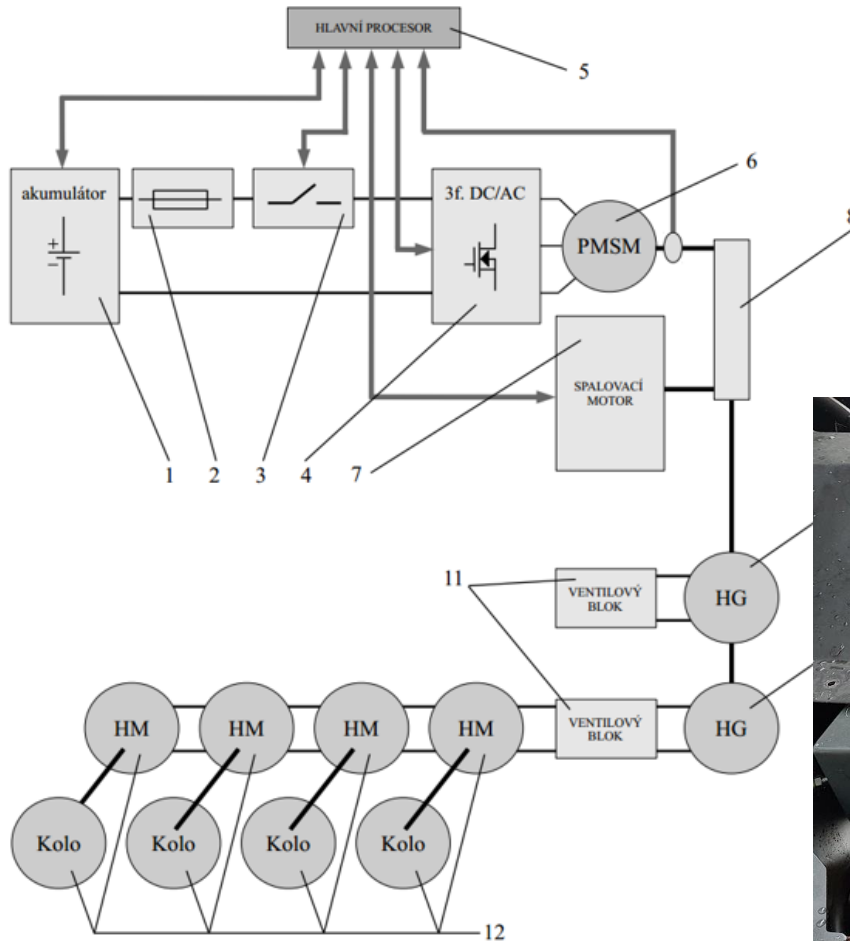 HLAVNÍ PROCESOR
5
akumulátor
+
−
3f. DC/AC
PMSM
6
8
SPALOVACÍ
MOTOR
1
2
3
4
7
11
VENTILOVÝ
BLOK
HG
HM
HM
HM
HM
VENTILOVÝ
BLOK
HG
Kolo
Kolo
Kolo
Kolo
12